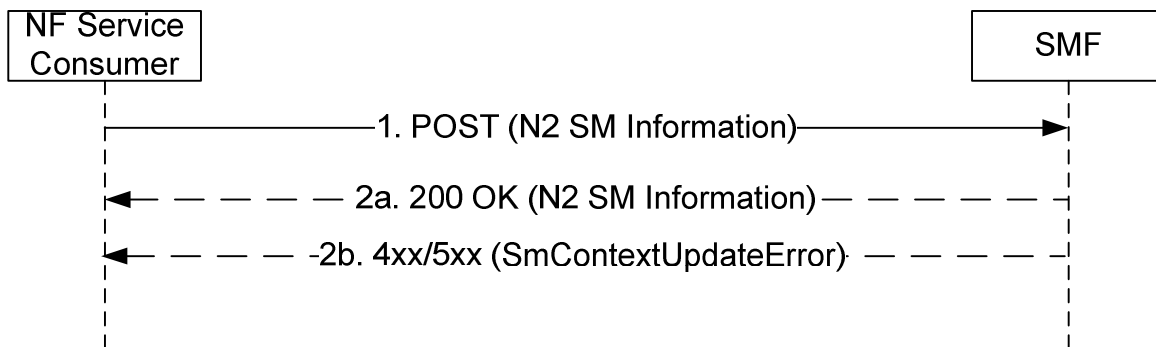 NF Service
Consumer
SMF
1. POST (N2 SM Information)
2a. 200 OK (N2 SM Information)
2b. 4xx/5xx (SmContextUpdateError)